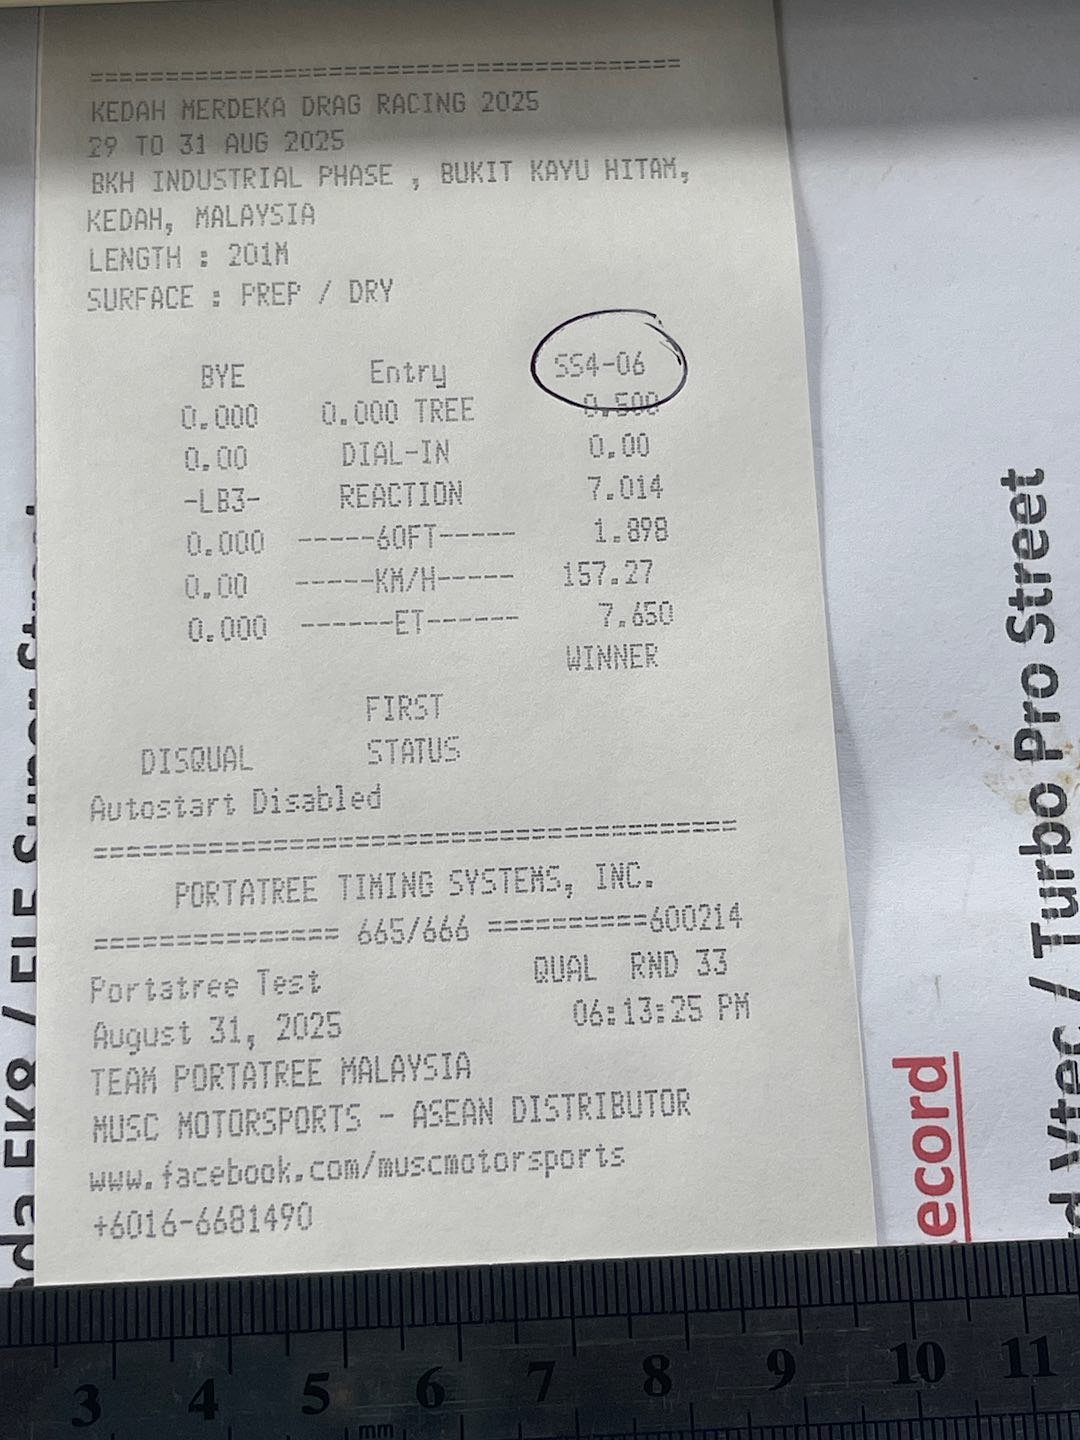 =======================================
KEDAH MERDEKA DRAG RACING 2025
29 TO 31 AUG 2025
BKH INDUSTRIAL PHASE , BUKIT KAYU HITAM,
KEDAH, MALAYSIA
LENGTH : 201M
SURFACE : PREP / DRY
BYE Entry SS4-06
0.000 0.000 TREE 0.500
0.00 DIAL-IN 0.00
-LB3- REACTION 7.014
0.000 -----60FT----- 1.898
0.00 -----KM/H----- 157.27
0.000 ------ET------ 7.650
WINNER
FIRST
DISQUAL STATUS
Autostart Disabled
=======================================
PORTATREE TIMING SYSTEMS, INC.
=============== 665/666 ==========600214
Portatree Test QUAL RND 33
August 31, 2025 06:13:25 PM
TEAM PORTATREE MALAYSIA
MUSC MOTORSPORTS - ASEAN DISTRIBUTOR
www.facebook.com/muscmotorsports
+6016-6681490
/ Turbo Pro Street
3 4 5 6 7 8 9 10 11
mm